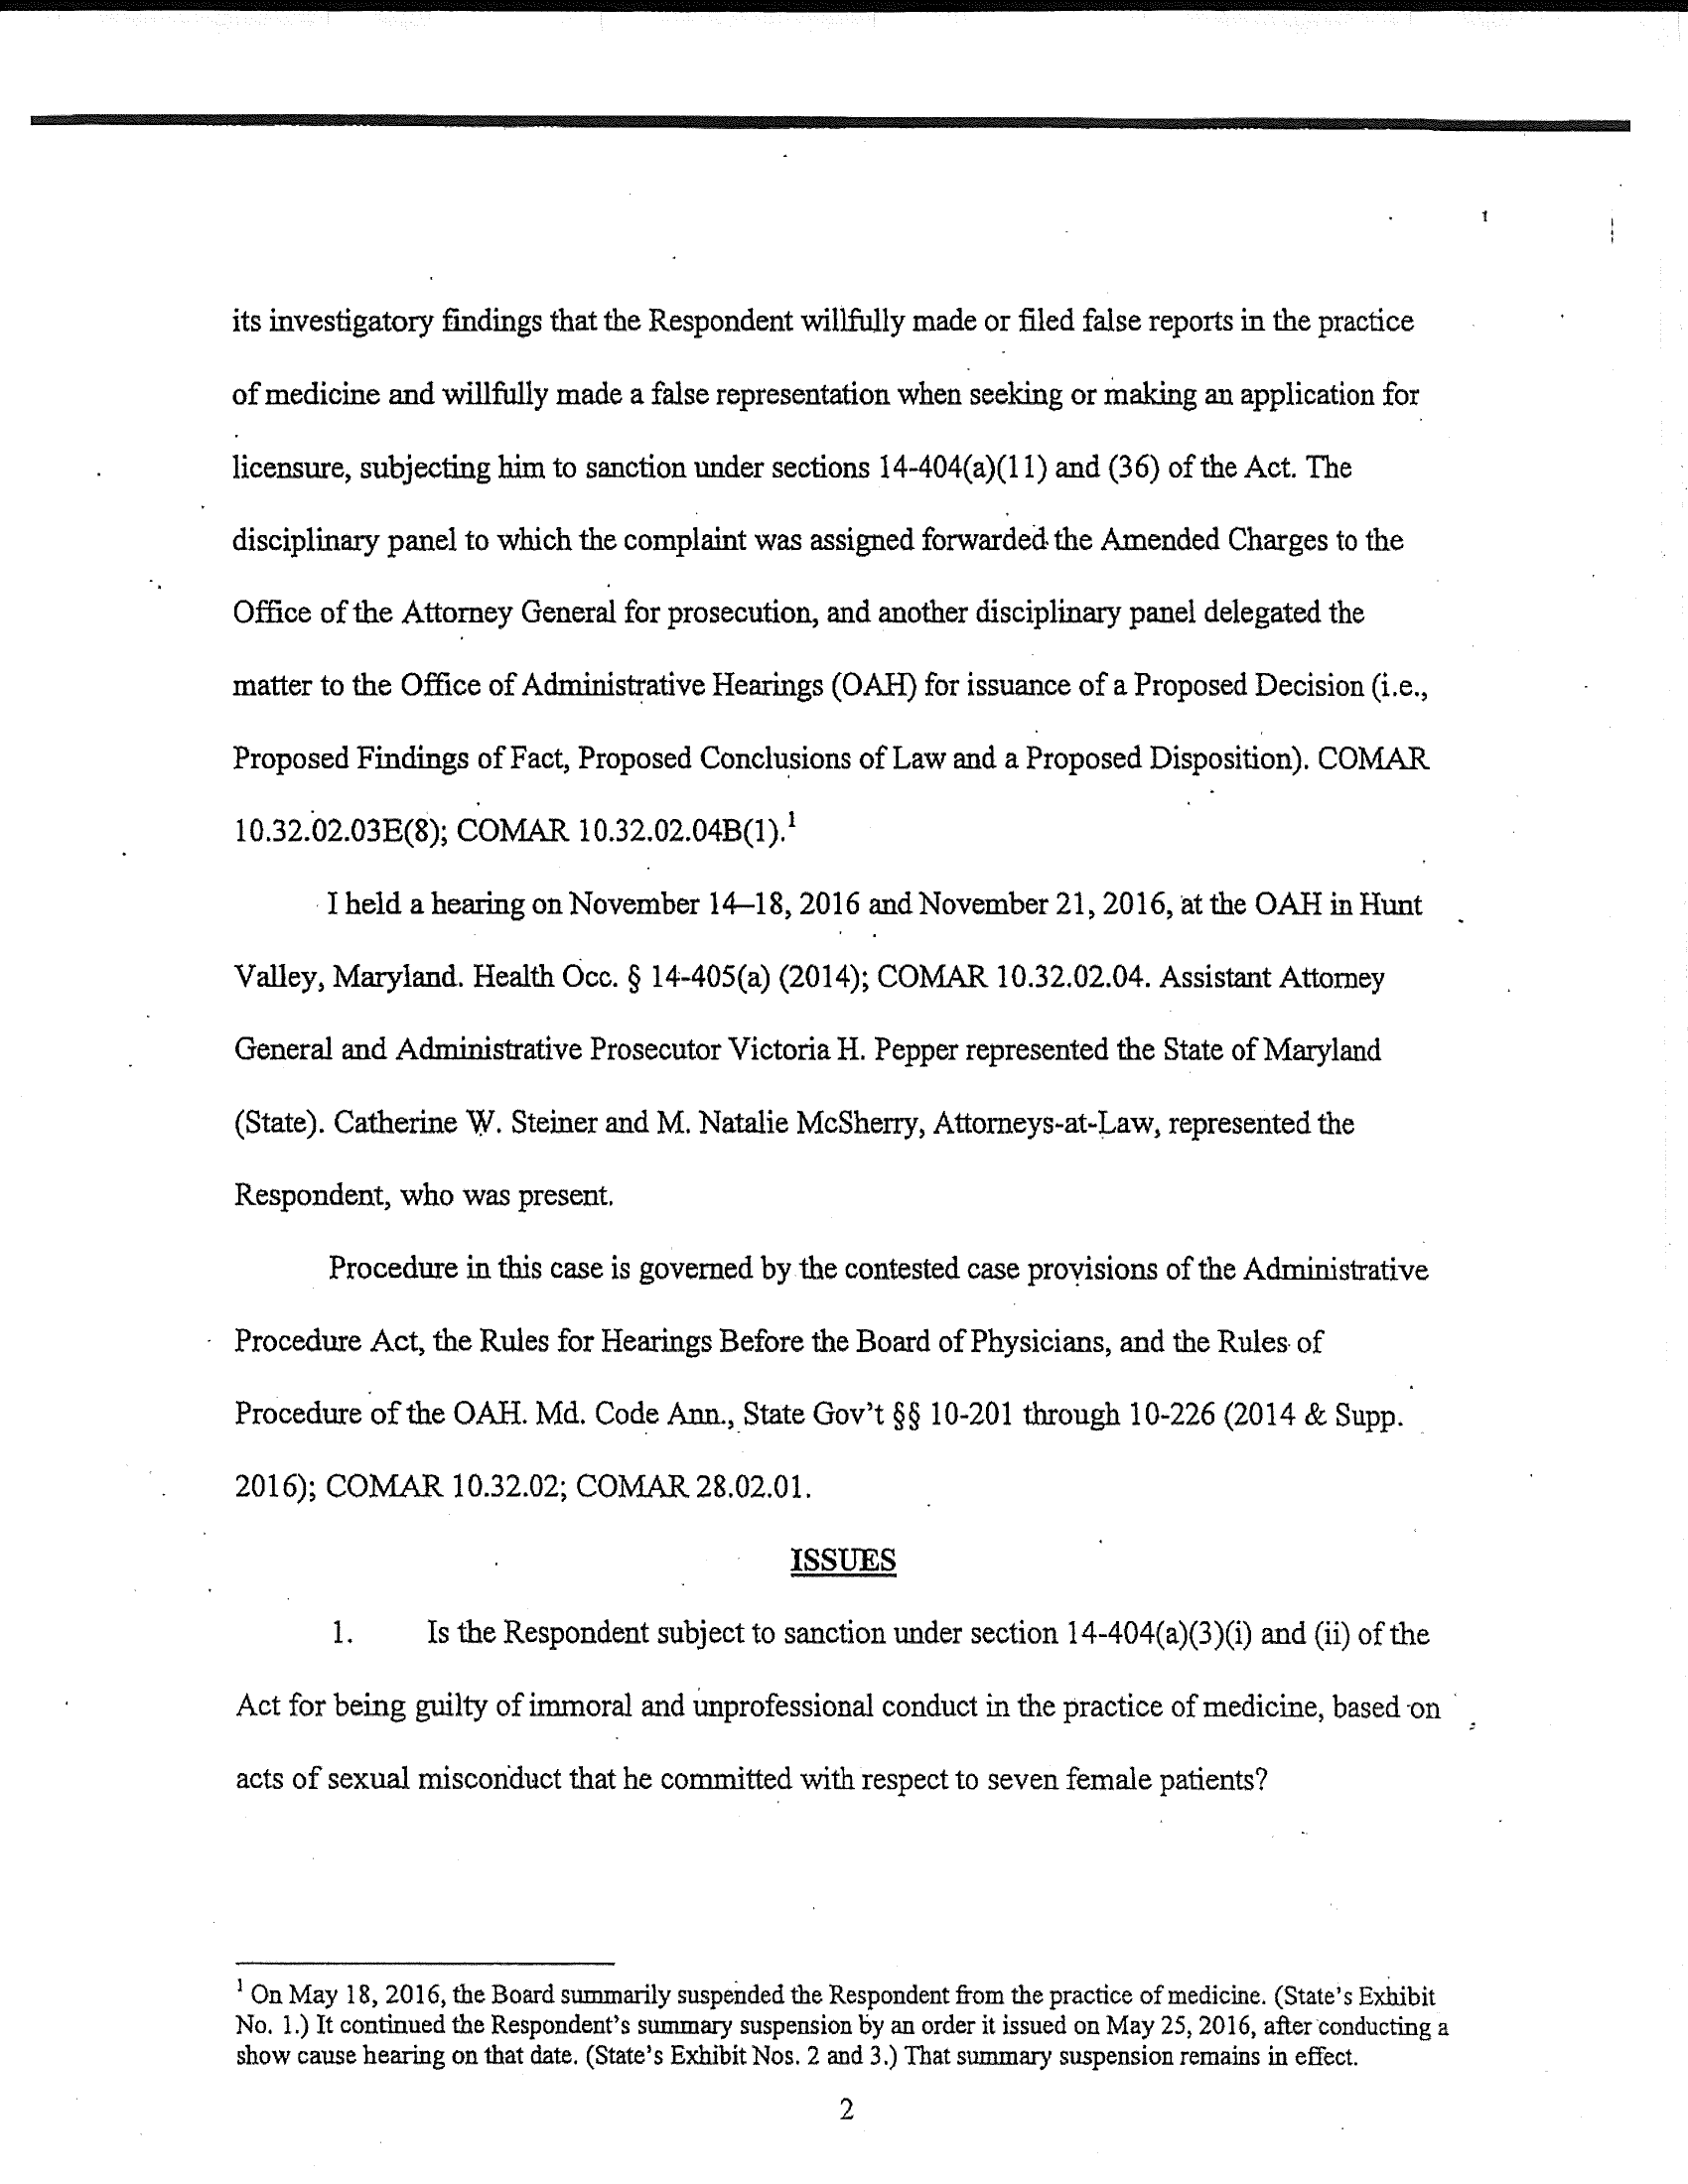 its investigatory findings that the Respondent willfully made or filed false reports in the practice
of medicine and willfully made a false representation when seeking or making an application for
licensure, subjecting him to sanction under sections 14-404(a)(11) and (36) of the Act. The
disciplinary panel to which the complaint was assigned forwarded the Amended Charges to the
Office of the Attorney General for prosecution, and another disciplinary panel delegated the
matter to the Office of Administrative Hearings (OAH) for issuance of a Proposed Decision (i.e.,
Proposed Findings of Fact, Proposed Conclusions of Law and a Proposed Disposition). COMAR
10.32.02.03E(8); COMAR 10.32.02.04B(1).¹
I held a hearing on November 14–18, 2016 and November 21, 2016, at the OAH in Hunt
Valley, Maryland. Health Occ. § 14-405(a) (2014); COMAR 10.32.02.04. Assistant Attorney
General and Administrative Prosecutor Victoria H. Pepper represented the State of Maryland
(State). Catherine W. Steiner and M. Natalie McSherry, Attorneys-at-Law, represented the
Respondent, who was present.
Procedure in this case is governed by the contested case provisions of the Administrative
Procedure Act, the Rules for Hearings Before the Board of Physicians, and the Rules of
Procedure of the OAH. Md. Code Ann., State Gov't §§ 10-201 through 10-226 (2014 & Supp.
2016); COMAR 10.32.02; COMAR 28.02.01.
ISSUES
1. Is the Respondent subject to sanction under section 14-404(a)(3)(i) and (ii) of the
Act for being guilty of immoral and unprofessional conduct in the practice of medicine, based on
acts of sexual misconduct that he committed with respect to seven female patients?
¹ On May 18, 2016, the Board summarily suspended the Respondent from the practice of medicine. (State's Exhibit
No. 1.) It continued the Respondent's summary suspension by an order it issued on May 25, 2016, after conducting a
show cause hearing on that date. (State's Exhibit Nos. 2 and 3.) That summary suspension remains in effect.
2